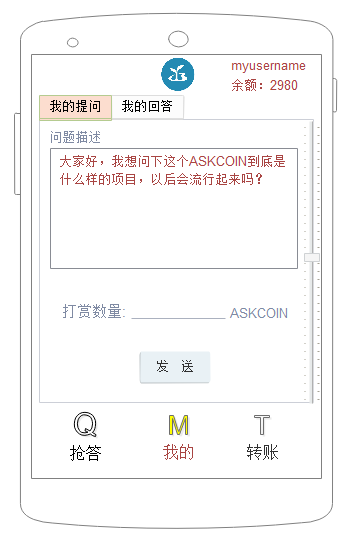 myusername
余额：2980
我的提问 我的回答
问题描述
大家好，我想问下这个ASKCOIN到底是
什么样的项目，以后会流行起来吗？
打赏数量: ____________ ASKCOIN
发 送
Q M T
抢答 我的 转账